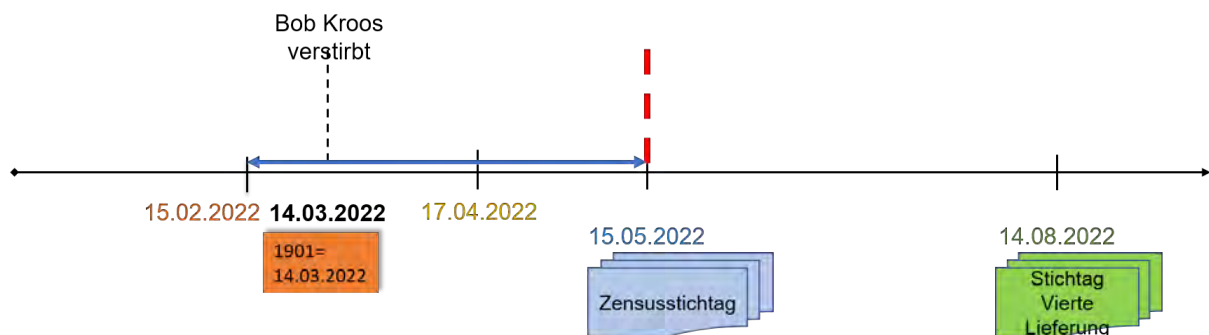 Bob Kroos
verstirbt
15.02.2022 14.03.2022 17.04.2022
1901=
14.03.2022
15.05.2022
Zensusstichtag
14.08.2022
Stichtag
Vierte
Lieferung